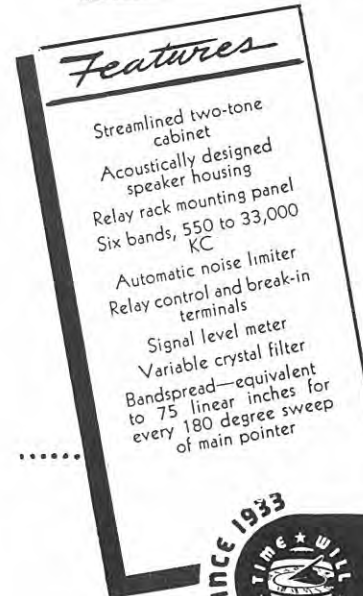 Features
Streamlined two-tone
cabinet
Acoustically designed
speaker housing
Relay rack mounting panel
Six bands, 550 to 33,000
KC
Automatic noise limiter
Relay control and break-in
terminals
Signal level meter
Variable crystal filter
Bandspread—equivalent
to 75 linear inches for
every 180 degree sweep
of main pointer
SINCE 1933
TIME ★ WILL